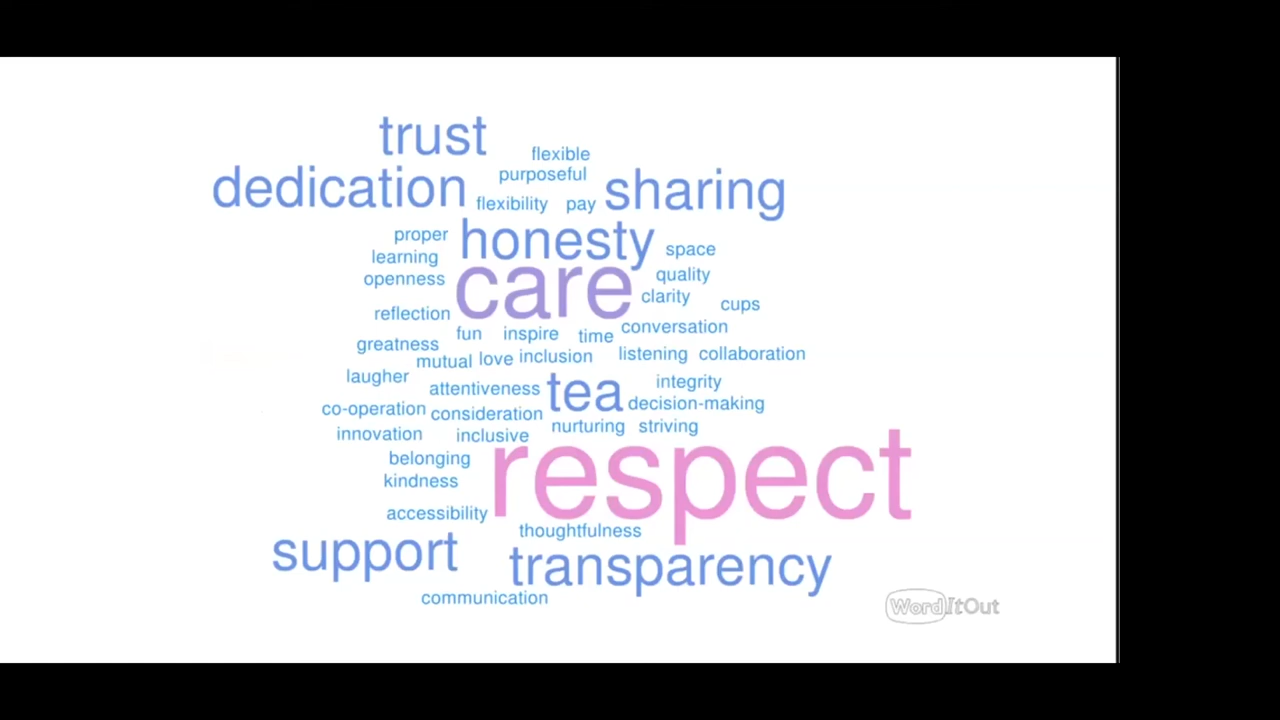 trust
flexible
purposeful
dedication
sharing
flexibility pay
proper
honesty
space
learning
quality
openness
care
clarity
cups
reflection
conversation
fun inspire time
greatness
mutual love inclusion listening collaboration
laugher
integrity
attentiveness
tea
decision-making
co-operation consideration
nurturing striving
innovation inclusive
belonging
respect
kindness
accessibility
thoughtfulness
support
transparency
communication
WordItOut